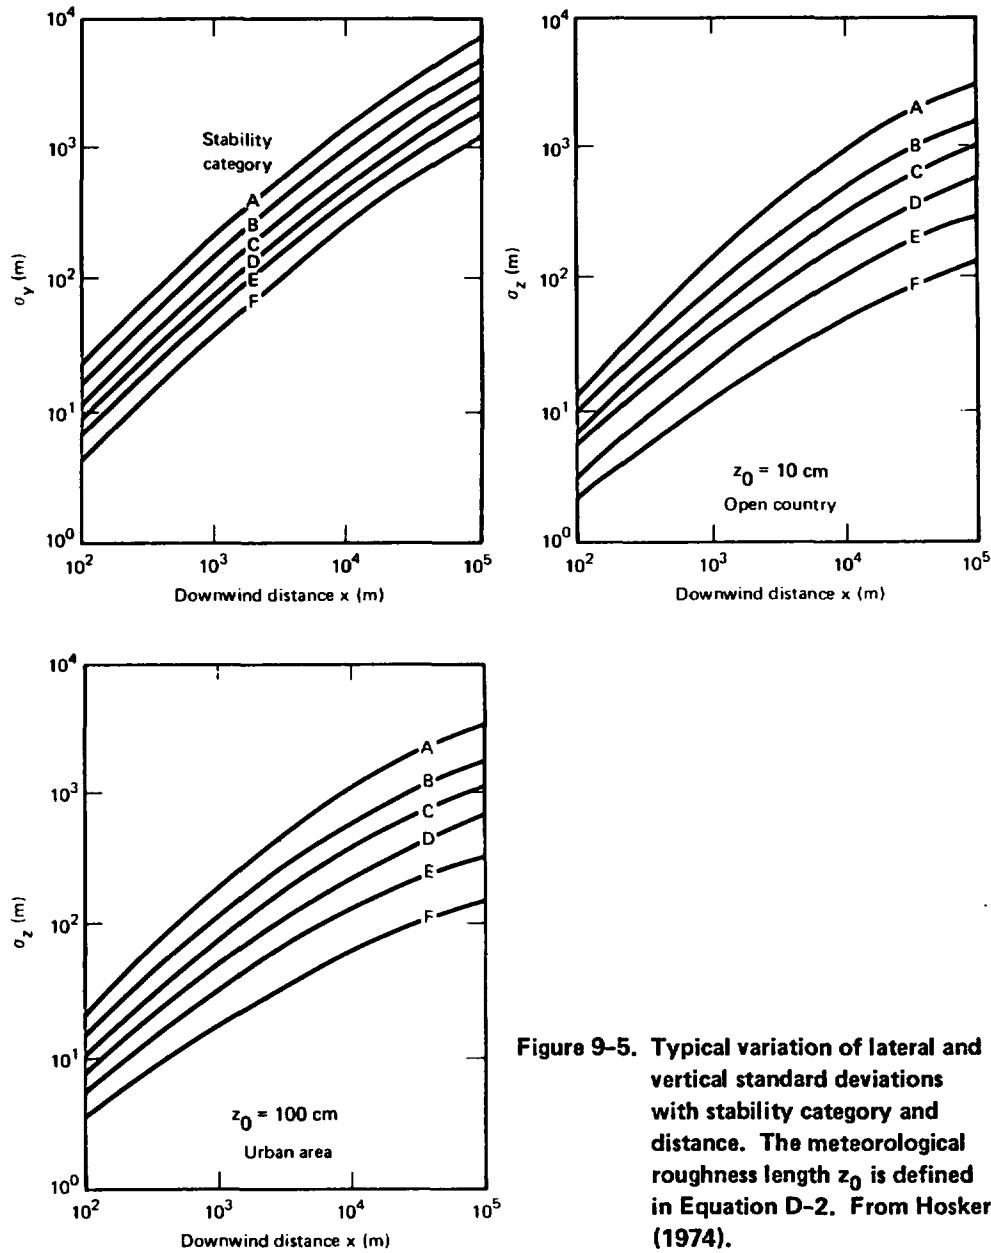 10⁴
10³
10²
10¹
10⁰
σy (m)
Stability
category
A
B
C
D
E
F
10² 10³ 10⁴ 10⁵
Downwind distance x (m)
10⁴
10³
10²
10¹
10⁰
σz (m)
A
B
C
D
E
F
z0 = 10 cm
Open country
10² 10³ 10⁴ 10⁵
Downwind distance x (m)
10⁴
10³
10²
10¹
10⁰
σz (m)
A
B
C
D
E
F
z0 = 100 cm
Urban area
10² 10³ 10⁴ 10⁵
Downwind distance x (m)
Figure 9-5. Typical variation of lateral and
vertical standard deviations
with stability category and
distance. The meteorological
roughness length z0 is defined
in Equation D-2. From Hosker
(1974).